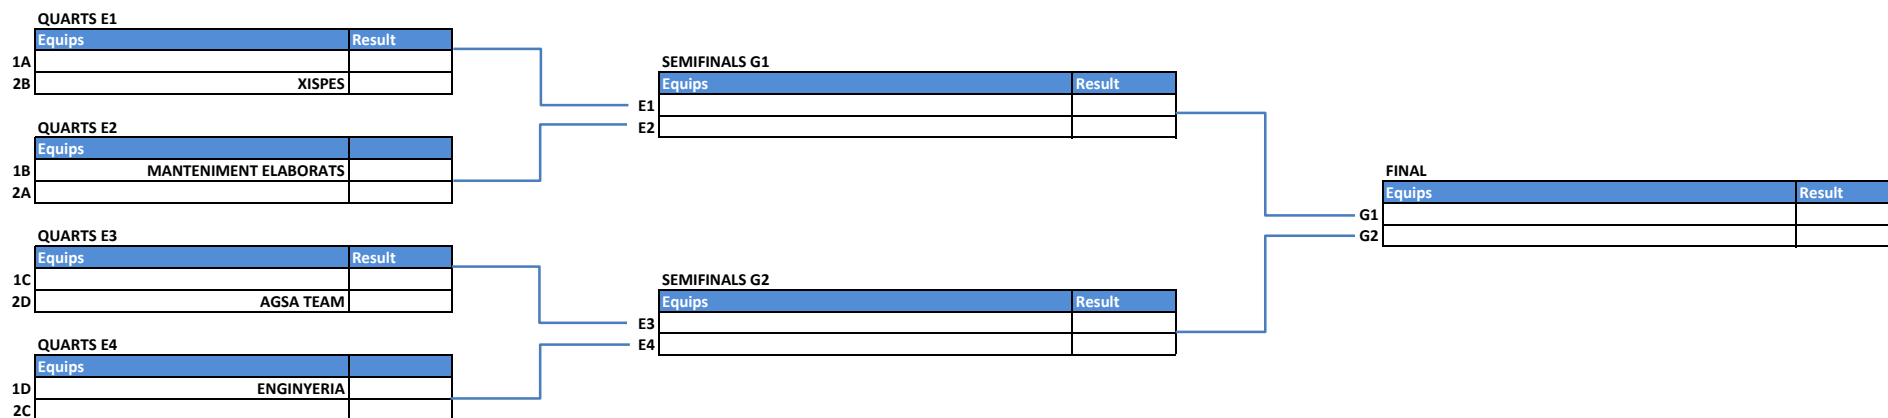 QUARTS E1
Equips Result
1A
2B XISPES
QUARTS E2
Equips
1B MANTENIMENT ELABORATS
2A
QUARTS E3
Equips Result
1C
2D AGSA TEAM
QUARTS E4
Equips
1D ENGINYERIA
2C
SEMIFINALS G1
Equips Result
E1
E2
SEMIFINALS G2
Equips Result
E3
E4
FINAL
Equips Result
G1
G2